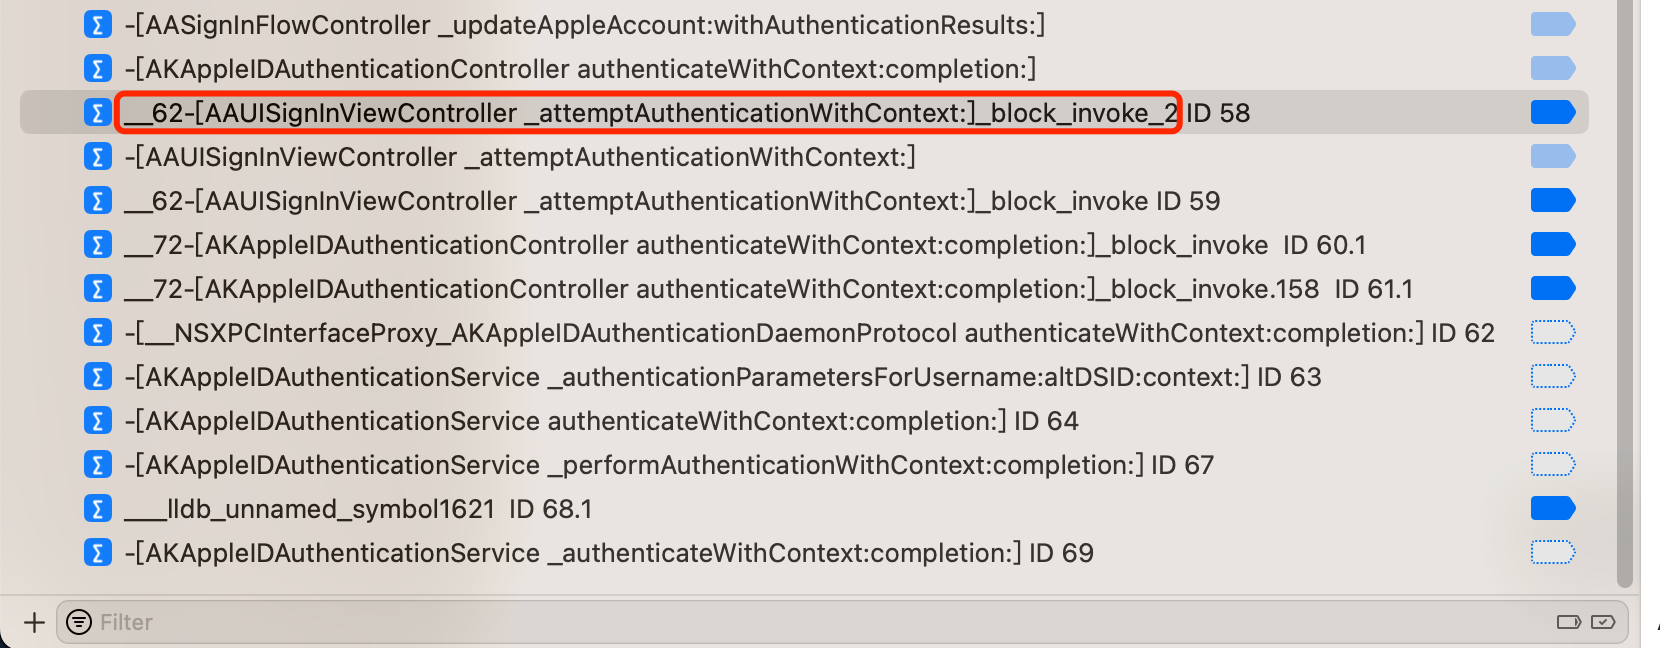 -[AASignInFlowController _updateAppleAccount:withAuthenticationResults:]
-[AKAppleIDAuthenticationController authenticateWithContext:completion:]
__62-[AAUISignInViewController _attemptAuthenticationWithContext:]_block_invoke_2 ID 58
-[AAUISignInViewController _attemptAuthenticationWithContext:]
__62-[AAUISignInViewController _attemptAuthenticationWithContext:]_block_invoke ID 59
__72-[AKAppleIDAuthenticationController authenticateWithContext:completion:]_block_invoke ID 60.1
__72-[AKAppleIDAuthenticationController authenticateWithContext:completion:]_block_invoke.158 ID 61.1
-[__NSXPCInterfaceProxy_AKAppleIDAuthenticationDaemonProtocol authenticateWithContext:completion:] ID 62
-[AKAppleIDAuthenticationService _authenticationParametersForUsername:altDSID:context:] ID 63
-[AKAppleIDAuthenticationService authenticateWithContext:completion:] ID 64
-[AKAppleIDAuthenticationService _performAuthenticationWithContext:completion:] ID 67
___lldb_unnamed_symbol1621 ID 68.1
-[AKAppleIDAuthenticationService _authenticateWithContext:completion:] ID 69
Filter